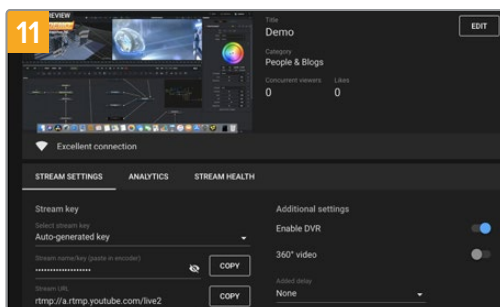 11
PREVIEW
Title
Demo
EDIT
Category
People & Blogs
Concurrent viewers
Likes
0
0
Excellent connection
STREAM SETTINGS
ANALYTICS
STREAM HEALTH
Stream key
Additional settings
Select stream key
Auto-generated key
Enable DVR
360° video
Stream name/key (paste in encoder)
••••••••••••••••••
COPY
Added delay
None
Stream URL
rtmp://a.rtmp.youtube.com/live2
COPY